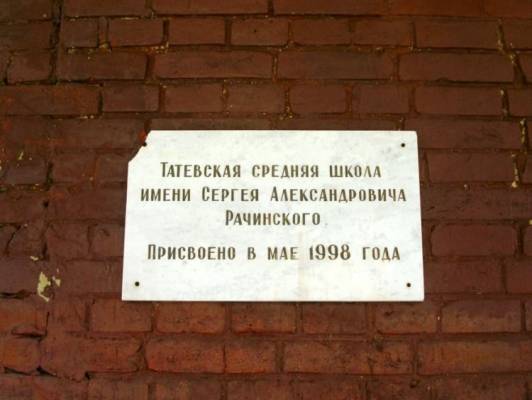 Татевская средняя школа
имени Сергея Александровича
Рачинского
Присвоено в мае 1998 года